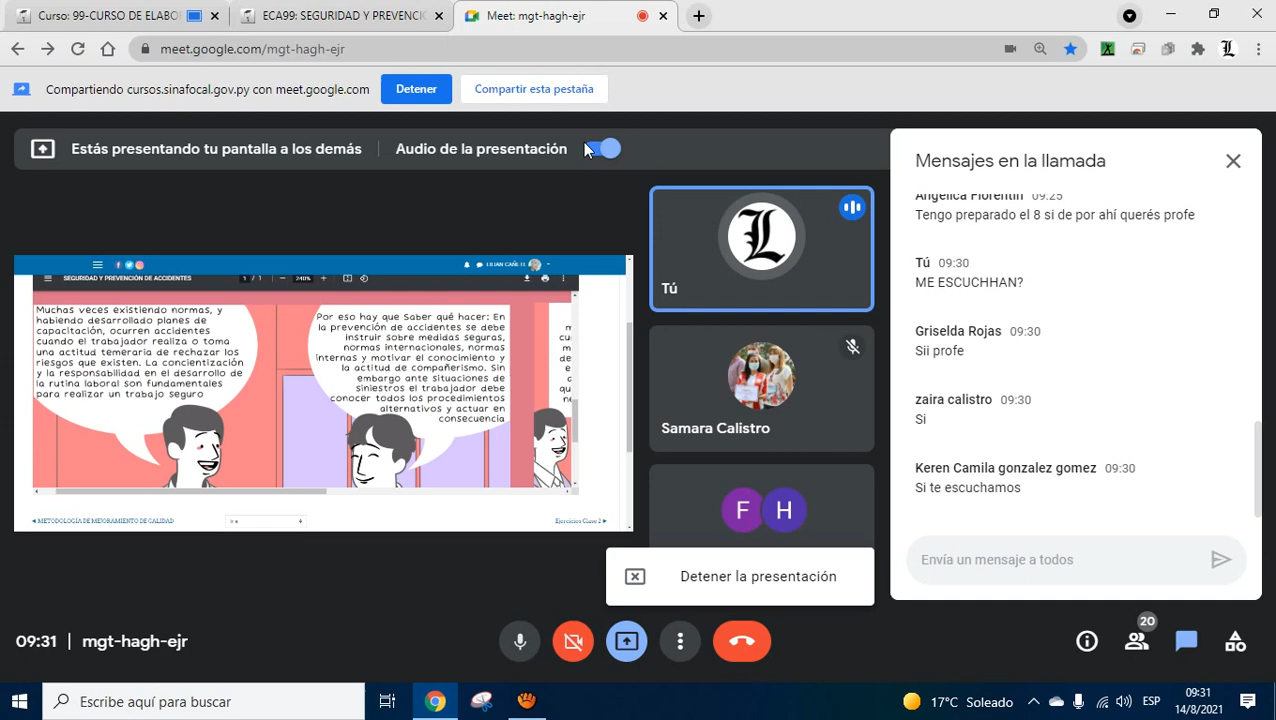 Curso: 99-CURSO DE ELABO
ECA99: SEGURIDAD Y PREVENCIÓ
Meet: mgt-hagh-ejr
meet.google.com/mgt-hagh-ejr
Compartiendo cursos.sinafocal.gov.py con meet.google.com
Detener
Compartir esta pestaña
Estás presentando tu pantalla a los demás
Audio de la presentación
SEGURIDAD Y PREVENCIÓN DE ACCIDENTES
1 / 1
240%
Muchas veces existiendo normas, y
habiendo desarrollado planes de
capacitación, ocurren accidentes
cuando el trabajador realiza o toma
una actitud temeraria de rechazar los
riesgos que existen. La concientización
y la responsabilidad en el desarrollo de
la rutina laboral son fundamentales
para realizar un trabajo seguro
Por eso hay que Saber qué hacer: En
la prevención de accidentes se debe
instruir sobre medidas seguras,
normas internacionales, normas
internas y motivar el conocimiento y
la actitud de compañerismo. Sin
embargo ante situaciones de
siniestros el trabajador debe
conocer todos los procedimientos
alternativos y actuar en
consecuencia
METODOLOGÍA DE MEJORAMIENTO DE CALIDAD
Ejercicios Clase 2
L
Tú
Samara Calistro
F
H
Detener la presentación
Mensajes en la llamada
Angelica Florentin 09:25
Tengo preparado el 8 si de por ahí querés profe
Tú 09:30
ME ESCUCHHAN?
Griselda Rojas 09:30
Sii profe
zaira calistro 09:30
Si
Keren Camila gonzalez gomez 09:30
Si te escuchamos
Envía un mensaje a todos
09:31 | mgt-hagh-ejr
20
Escribe aquí para buscar
17°C Soleado
ESP
09:31
14/8/2021